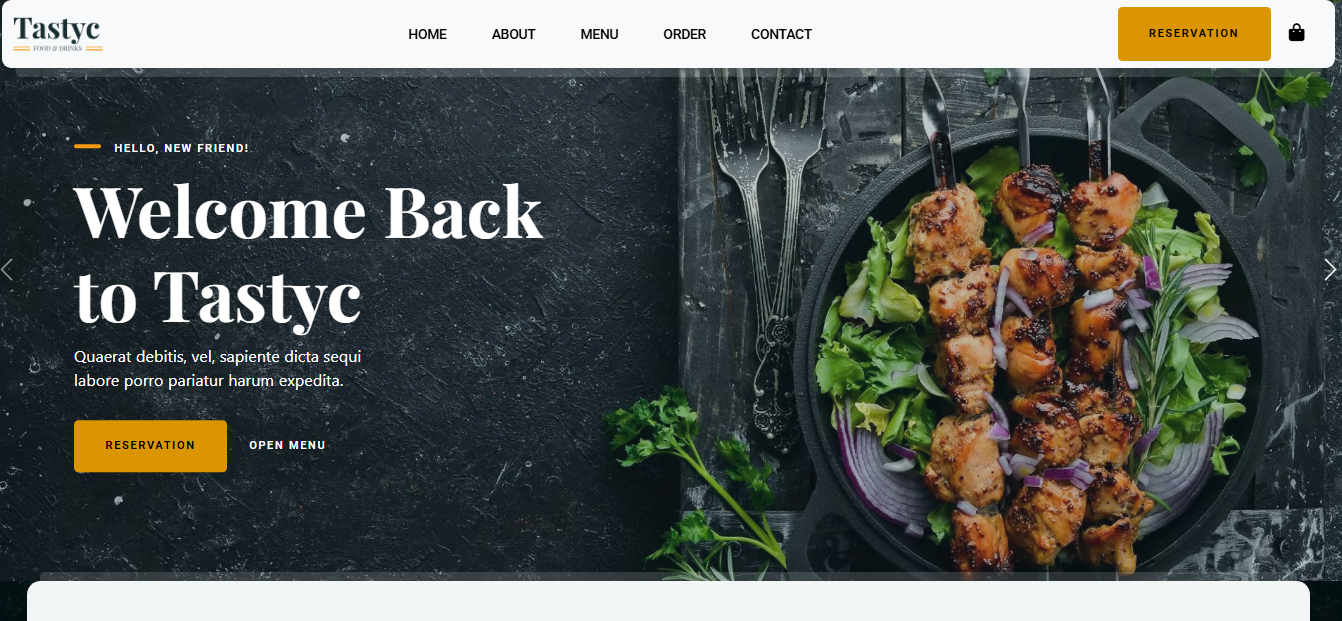 Tastyc
FOOD & DRINKS
HOME ABOUT MENU ORDER CONTACT
RESERVATION
HELLO, NEW FRIEND!
Welcome Back
to Tastyc
Quaerat debitis, vel, sapiente dicta sequi
labore porro pariatur harum expedita.
RESERVATION OPEN MENU